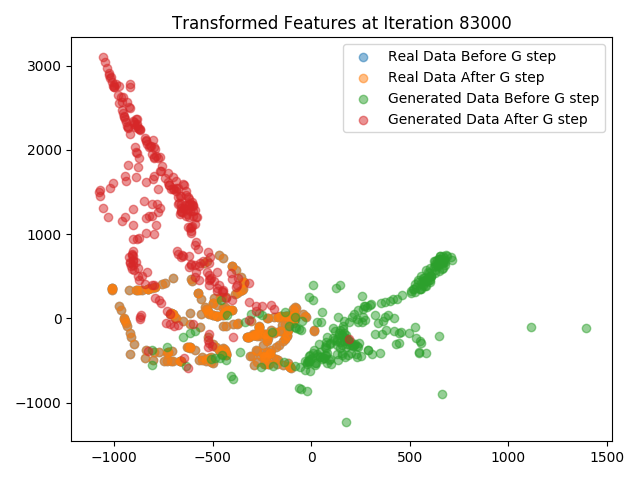 Transformed Features at Iteration 83000
Real Data Before G step
Real Data After G step
Generated Data Before G step
Generated Data After G step
3000
2000
1000
0
−1000
−1000 −500 0 500 1000 1500